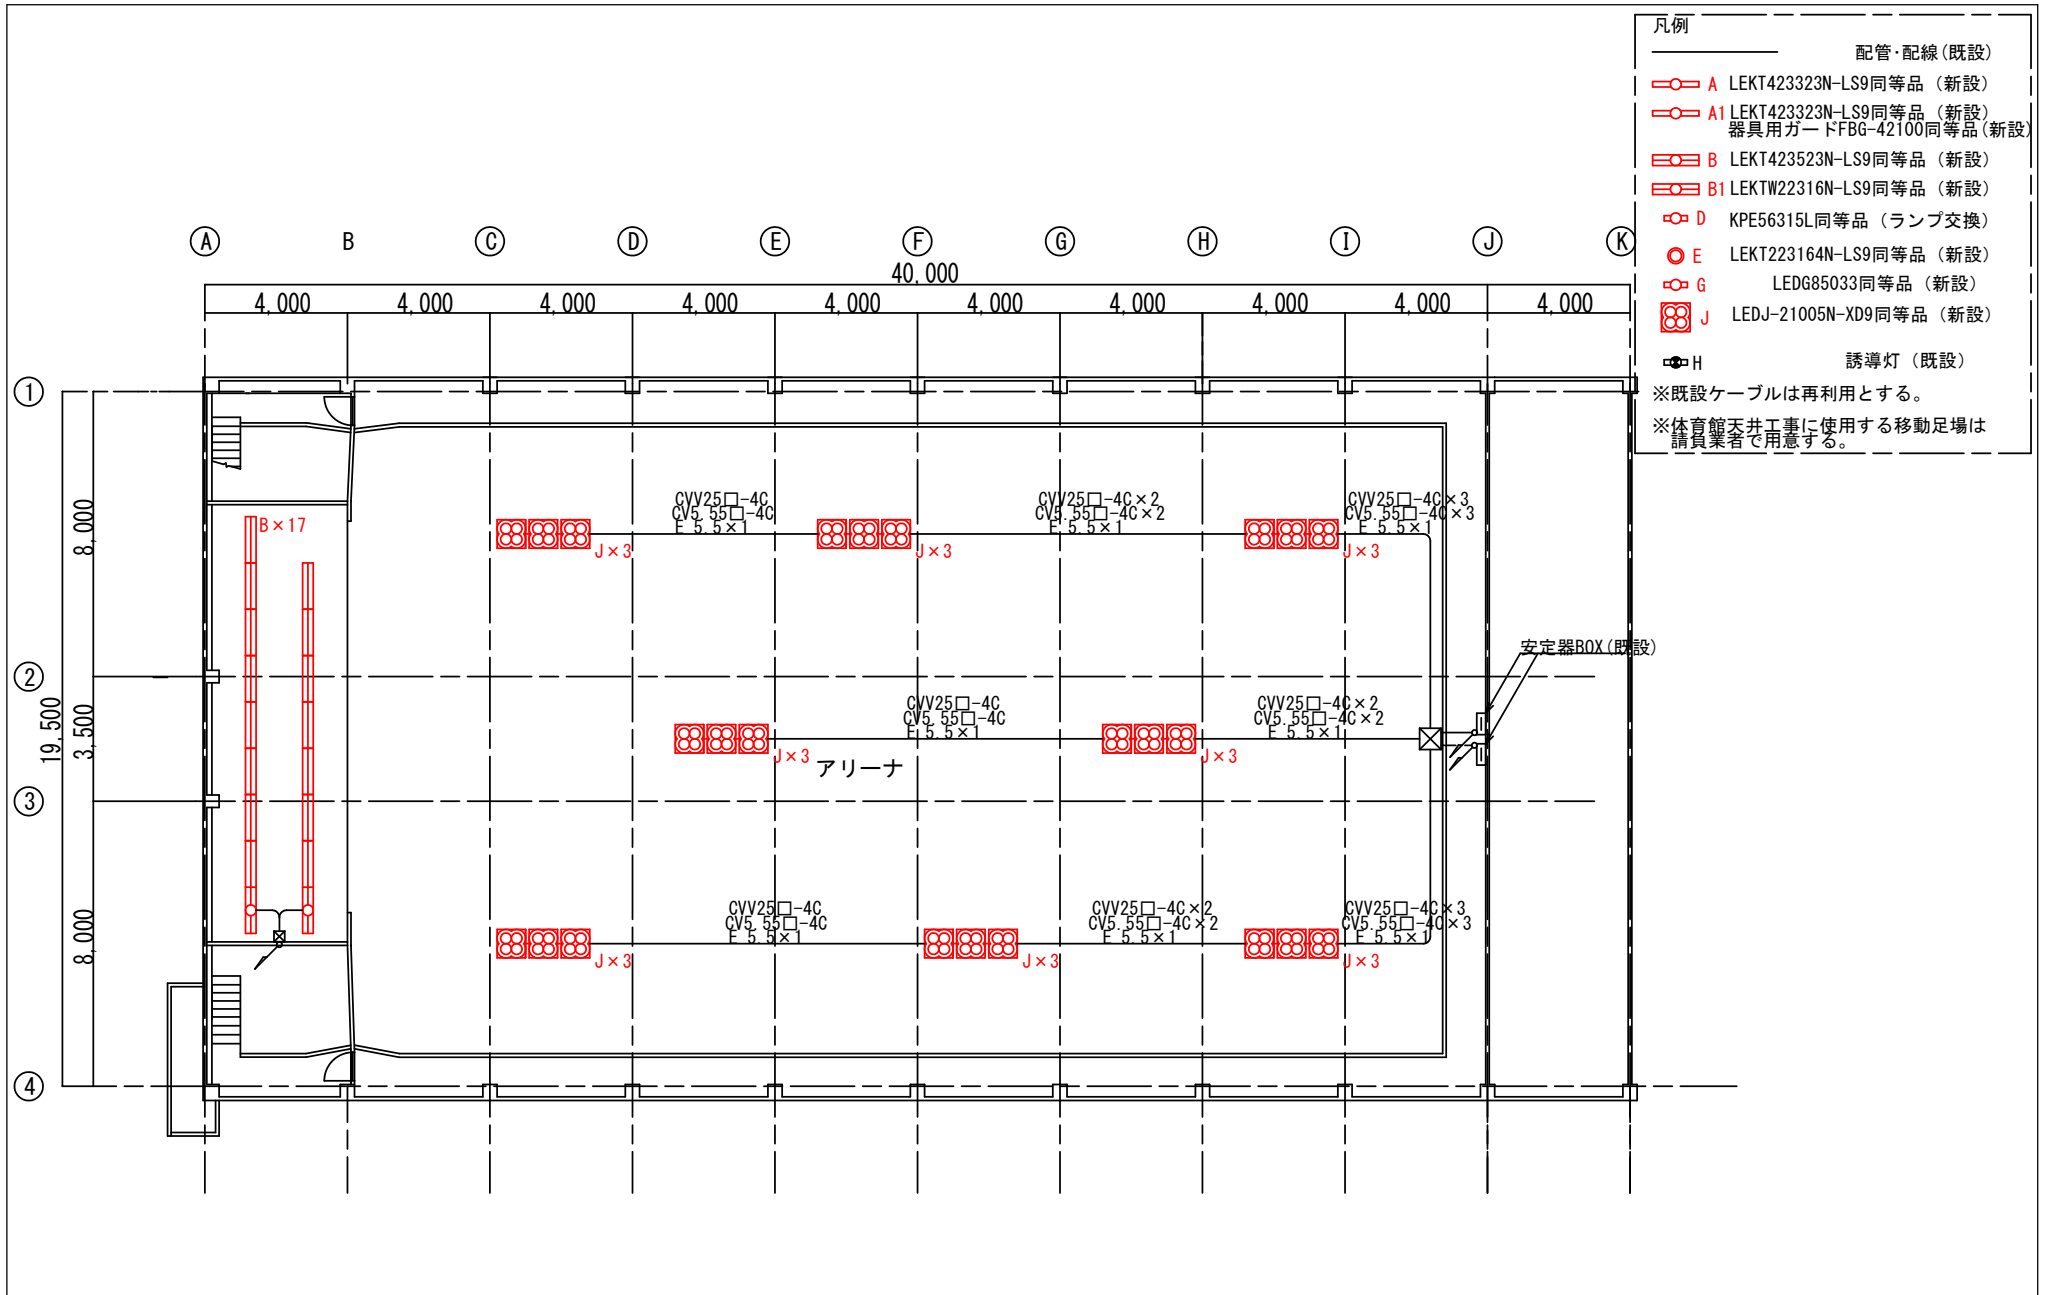 凡例
配管・配線(既設)
A LEKT423323N-LS9同等品 (新設)
A1 LEKT423323N-LS9同等品 (新設)
器具用ガードFBG-42100同等品(新設)
B LEKT423523N-LS9同等品 (新設)
B1 LEKTW22316N-LS9同等品 (新設)
D KPE56315L同等品 (ランプ交換)
E LEKT223164N-LS9同等品 (新設)
G LEDG85033同等品 (新設)
J LEDJ-21005N-XD9同等品 (新設)
H 誘導灯 (既設)
※既設ケーブルは再利用とする。
※体育館天井工事に使用する移動足場は
請負業者で用意する。
A B C D E F G H I J K
40,000
4,000 4,000 4,000 4,000 4,000 4,000 4,000 4,000 4,000 4,000
1
2
3
4
19,500
8,000
3,500
8,000
B×17
CVV25□-4C
CV5.55□-4C
E 5.5×1
CVV25□-4C×2
CV5.55□-4C×2
E 5.5×1
CVV25□-4C×3
CV5.55□-4C×3
E 5.5×1
J×3
J×3
J×3
安定器BOX(既設)
CVV25□-4C
CV5.55□-4C
E 5.5×1
CVV25□-4C×2
CV5.55□-4C×2
E 5.5×1
J×3
J×3
アリーナ
CVV25□-4C
CV5.55□-4C
E 5.5×1
CVV25□-4C×2
CV5.55□-4C×2
E 5.5×1
CVV25□-4C×3
CV5.55□-4C×3
E 5.5×1
J×3
J×3
J×3